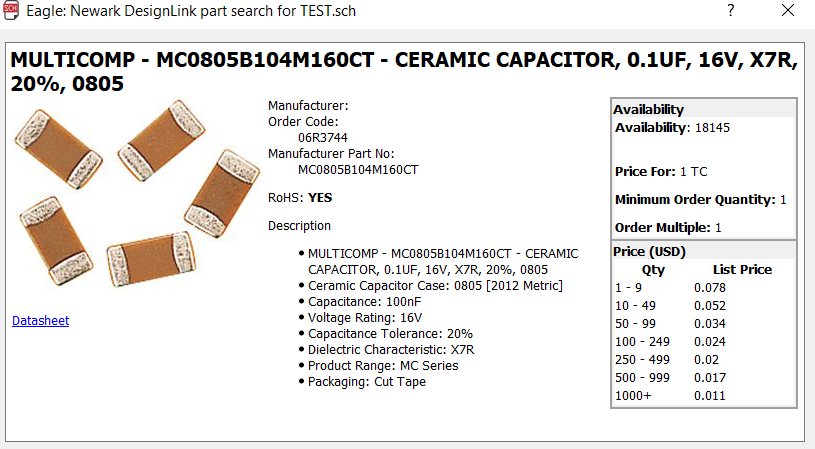 SCH
Eagle: Newark DesignLink part search for TEST.sch
?
MULTICOMP - MC0805B104M160CT - CERAMIC CAPACITOR, 0.1UF, 16V, X7R,
20%, 0805
Manufacturer:
Order Code:
06R3744
Manufacturer Part No:
MC0805B104M160CT
RoHS: YES
Description
• MULTICOMP - MC0805B104M160CT - CERAMIC
CAPACITOR, 0.1UF, 16V, X7R, 20%, 0805
• Ceramic Capacitor Case: 0805 [2012 Metric]
• Capacitance: 100nF
• Voltage Rating: 16V
• Capacitance Tolerance: 20%
• Dielectric Characteristic: X7R
• Product Range: MC Series
• Packaging: Cut Tape
Datasheet
Availability
Availability: 18145
Price For: 1 TC
Minimum Order Quantity: 1
Order Multiple: 1
Price (USD)
Qty List Price
1 - 9 0.078
10 - 49 0.052
50 - 99 0.034
100 - 249 0.024
250 - 499 0.02
500 - 999 0.017
1000+ 0.011